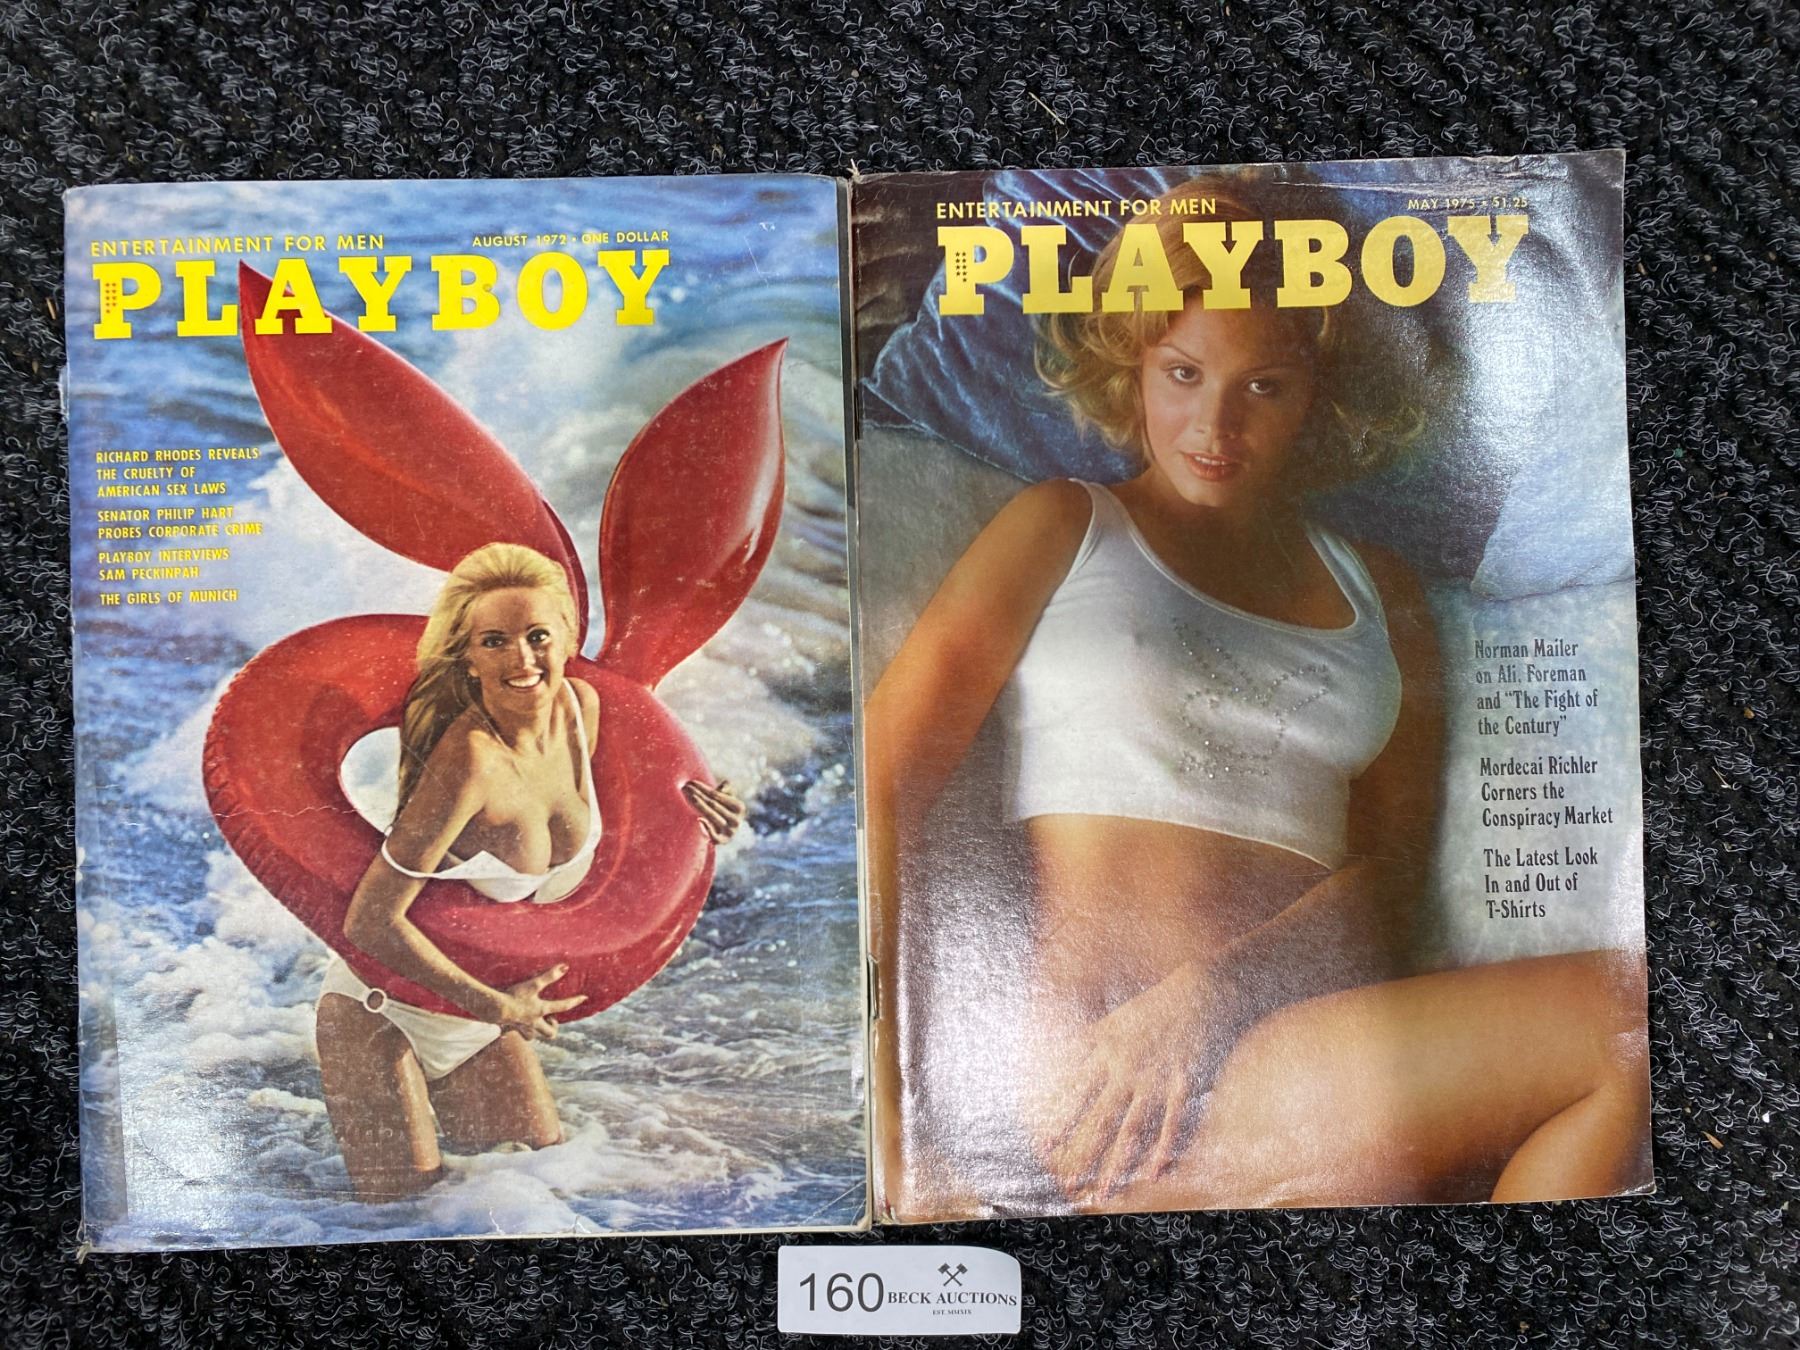 ENTERTAINMENT FOR MEN
AUGUST 1972 • ONE DOLLAR
PLAYBOY
RICHARD RHODES REVEALS
THE CRUELTY OF
AMERICAN SEX LAWS
SENATOR PHILIP HART
PROBES CORPORATE CRIME
PLAYBOY INTERVIEWS
SAM PECKINPAH
THE GIRLS OF MUNICH
ENTERTAINMENT FOR MEN
MAY 1975 • $1.25
PLAYBOY
Norman Mailer
on Ali, Foreman
and "The Fight of
the Century"
Mordecai Richler
Corners the
Conspiracy Market
The Latest Look
In and Out of
T-Shirts
160
BECK AUCTIONS
EST. MMXIX